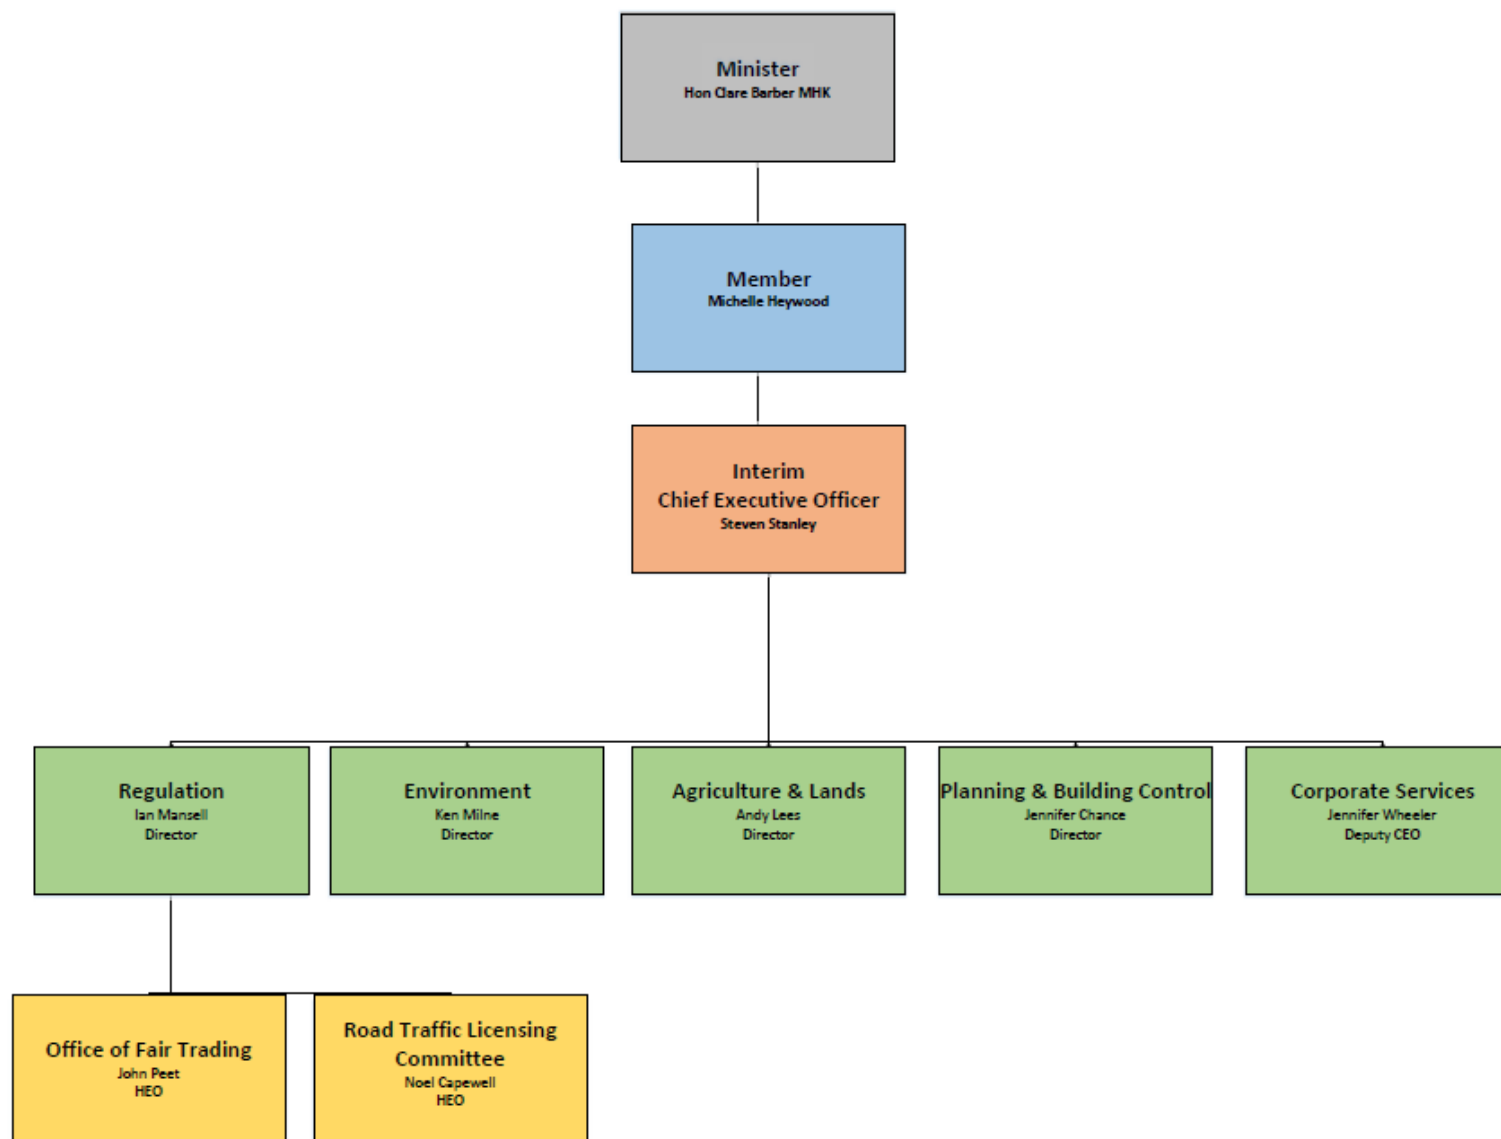 Minister
Hon Clare Barber MHK
Member
Michelle Heywood
Interim
Chief Executive Officer
Steven Stanley
Regulation
Ian Mansell
Director
Environment
Ken Milne
Director
Agriculture & Lands
Andy Lees
Director
Planning & Building Control
Jennifer Chance
Director
Corporate Services
Jennifer Wheeler
Deputy CEO
Office of Fair Trading
John Peet
HEO
Road Traffic Licensing
Committee
Noel Capewell
HEO